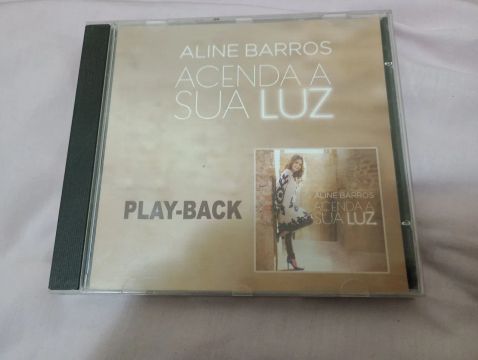 ALINE BARROS
ACENDA A
SUA LUZ
PLAY-BACK
ALINE BARROS
ACENDA A
SUA LUZ